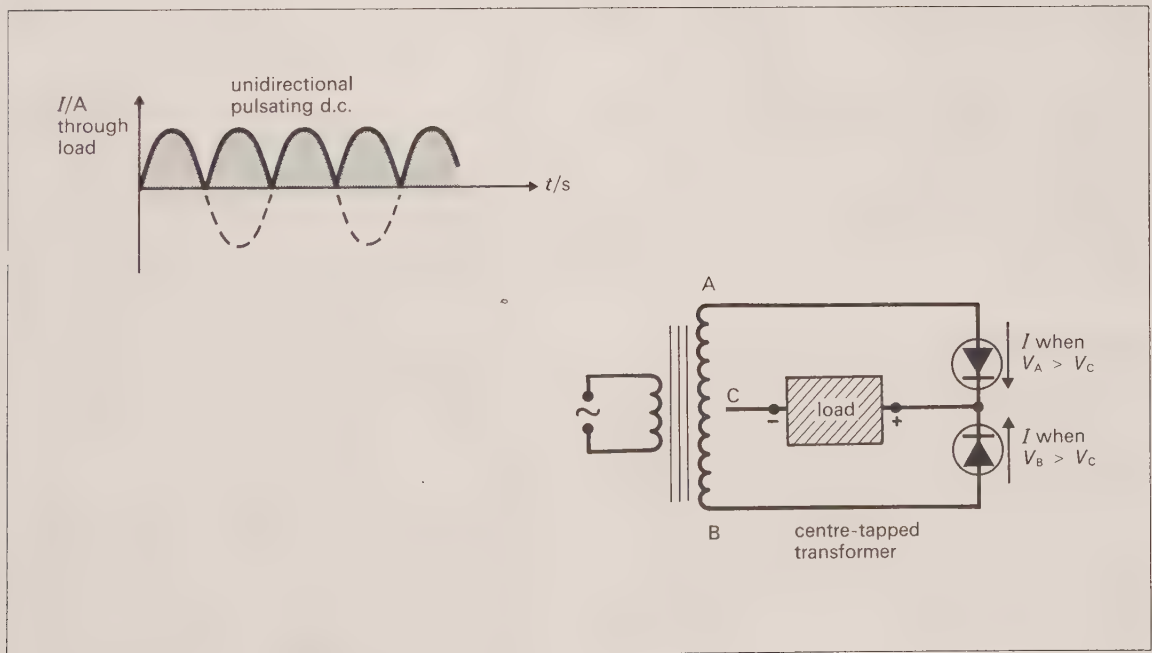 unidirectional
pulsating d.c.
I/A
through
load
t/s
A
I when
V_A > V_C
C
load
− +
I when
V_B > V_C
B
centre-tapped
transformer